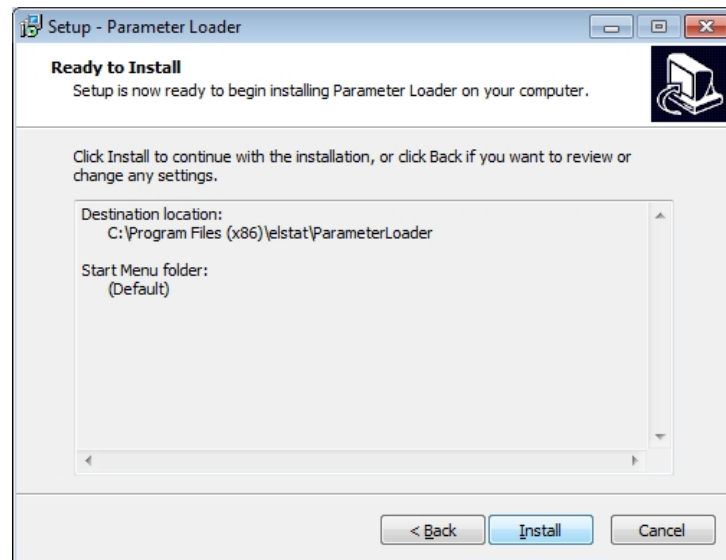 Setup - Parameter Loader
Ready to Install
Setup is now ready to begin installing Parameter Loader on your computer.
Click Install to continue with the installation, or click Back if you want to review or
change any settings.
Destination location:
C:\Program Files (x86)\elstat\ParameterLoader
Start Menu folder:
(Default)
< Back
Install
Cancel